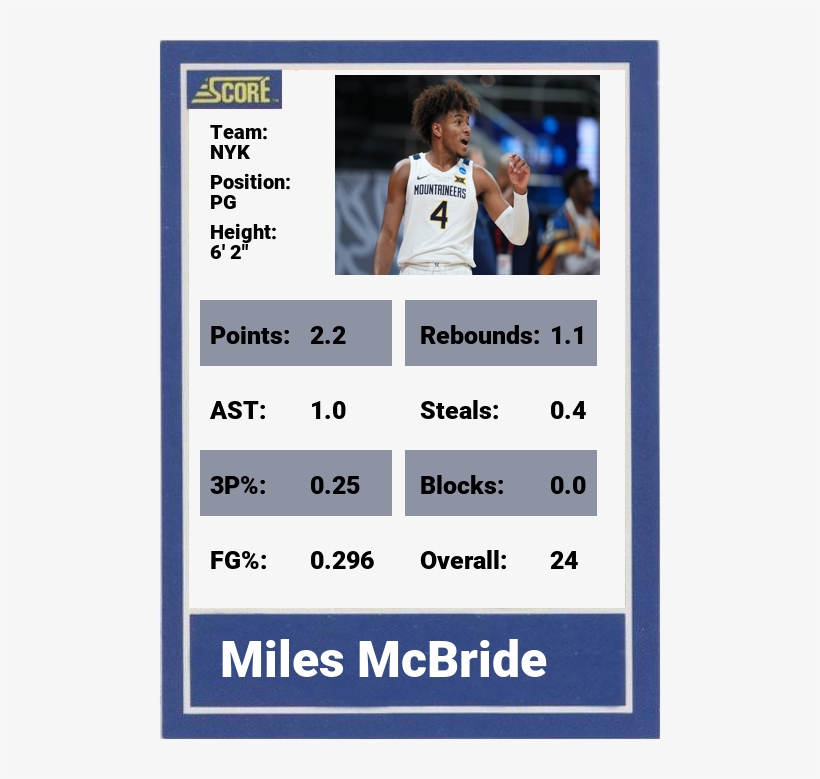 SCORE
Team:
NYK
Position:
PG
Height:
6' 2"
MOUNTAINEERS
4
Points: 2.2 Rebounds: 1.1
AST: 1.0 Steals: 0.4
3P%: 0.25 Blocks: 0.0
FG%: 0.296 Overall: 24
Miles McBride